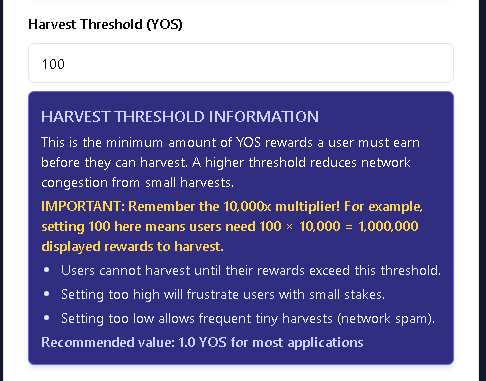 Harvest Threshold (YOS)
100
HARVEST THRESHOLD INFORMATION
This is the minimum amount of YOS rewards a user must earn
before they can harvest. A higher threshold reduces network
congestion from small harvests.
IMPORTANT: Remember the 10,000x multiplier! For example,
setting 100 here means users need 100 × 10,000 = 1,000,000
displayed rewards to harvest.
• Users cannot harvest until their rewards exceed this threshold.
• Setting too high will frustrate users with small stakes.
• Setting too low allows frequent tiny harvests (network spam).
Recommended value: 1.0 YOS for most applications